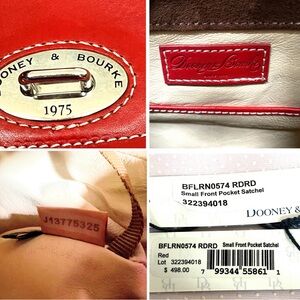 DOONEY & BOURKE
1975
Dooney & Bourke
J13775325
BFLRN0574 RDRD
Small Front Pocket Satchel
322394018
DOONEY &
BFLRN0574 RDRD Small Front Pocket Satchel
Red
Lot 322394018
$ 498.00 7 99344 55861